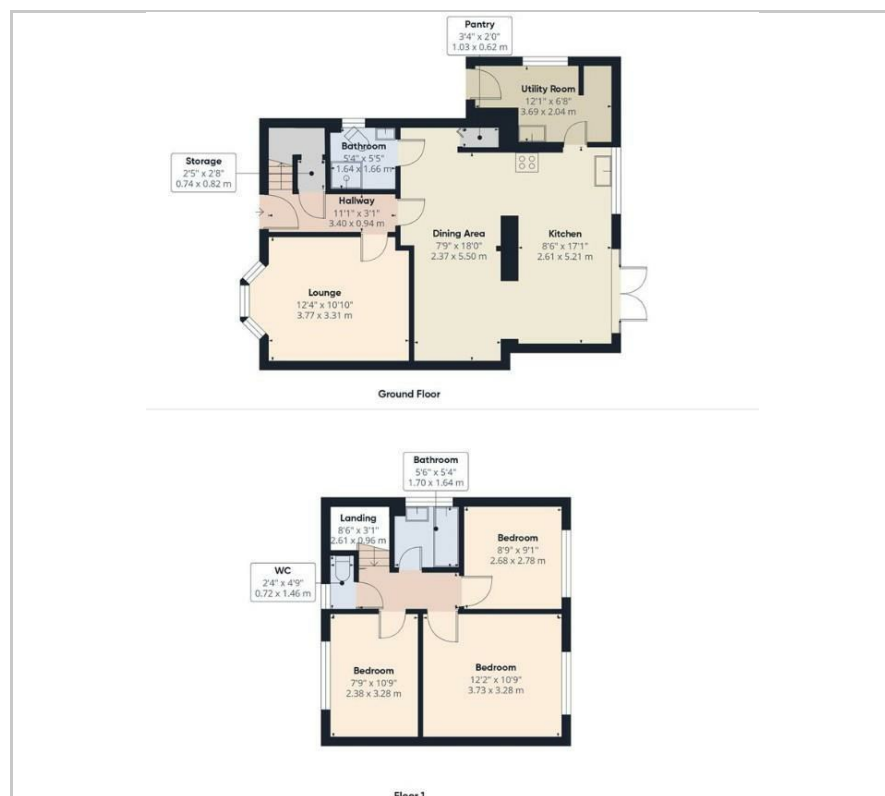 Pantry
3'4" x 2'0"
1.03 x 0.62 m
Utility Room
12'1" x 6'8"
3.69 x 2.04 m
Storage
2'5" x 2'8"
0.74 x 0.82 m
Bathroom
5'4" x 5'5"
1.64 x 1.66 m
Hallway
11'1" x 3'1"
3.40 x 0.94 m
Dining Area
7'9" x 18'0"
2.37 x 5.50 m
Kitchen
8'6" x 17'1"
2.61 x 5.21 m
Lounge
12'4" x 10'10"
3.77 x 3.31 m
Ground Floor
Bathroom
5'6" x 5'4"
1.70 x 1.64 m
Landing
8'6" x 3'1"
2.61 x 0.96 m
Bedroom
8'9" x 9'1"
2.68 x 2.78 m
WC
2'4" x 4'9"
0.72 x 1.46 m
Bedroom
7'9" x 10'9"
2.38 x 3.28 m
Bedroom
12'2" x 10'9"
3.73 x 3.28 m
Floor 1